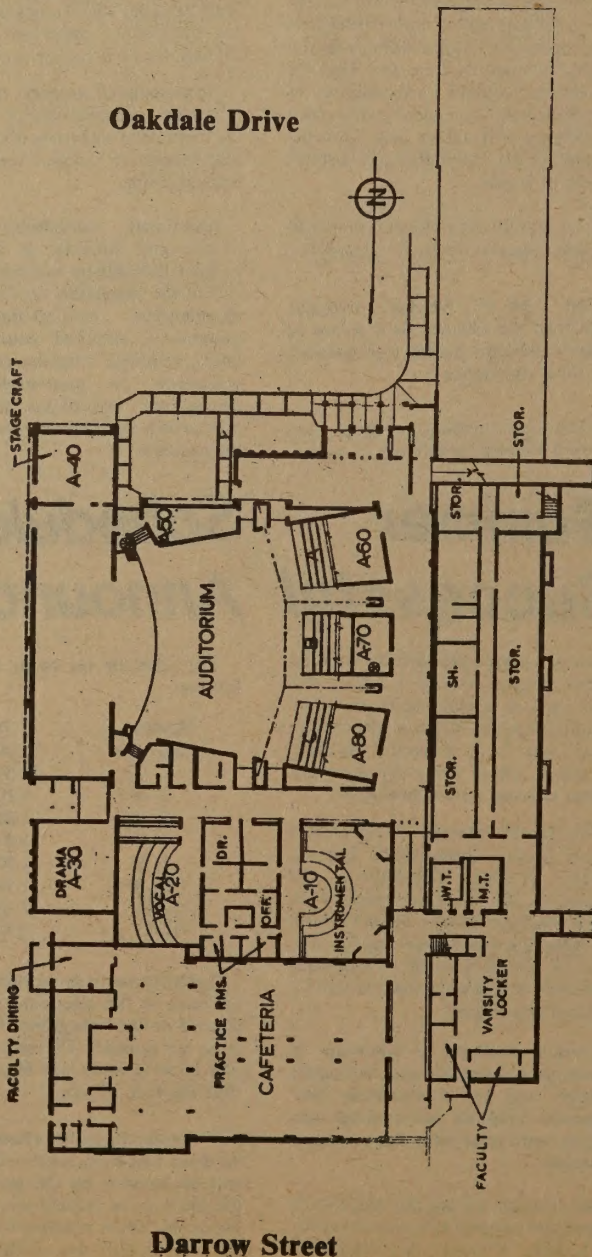 Oakdale Drive
N
STAGE CRAFT
A-40
A-50
AUDITORIUM
A-60
A-70
A-80
STOR.
STOR.
SH.
STOR.
STOR.
DRAMA
A-30
VOCAL
A-20
DR.
OFF.
A-10
INSTRUMENTAL
W.T.
M.T.
FACULTY DINING
PRACTICE RMS.
CAFETERIA
VARSITY
LOCKER
FACULTY
Darrow Street